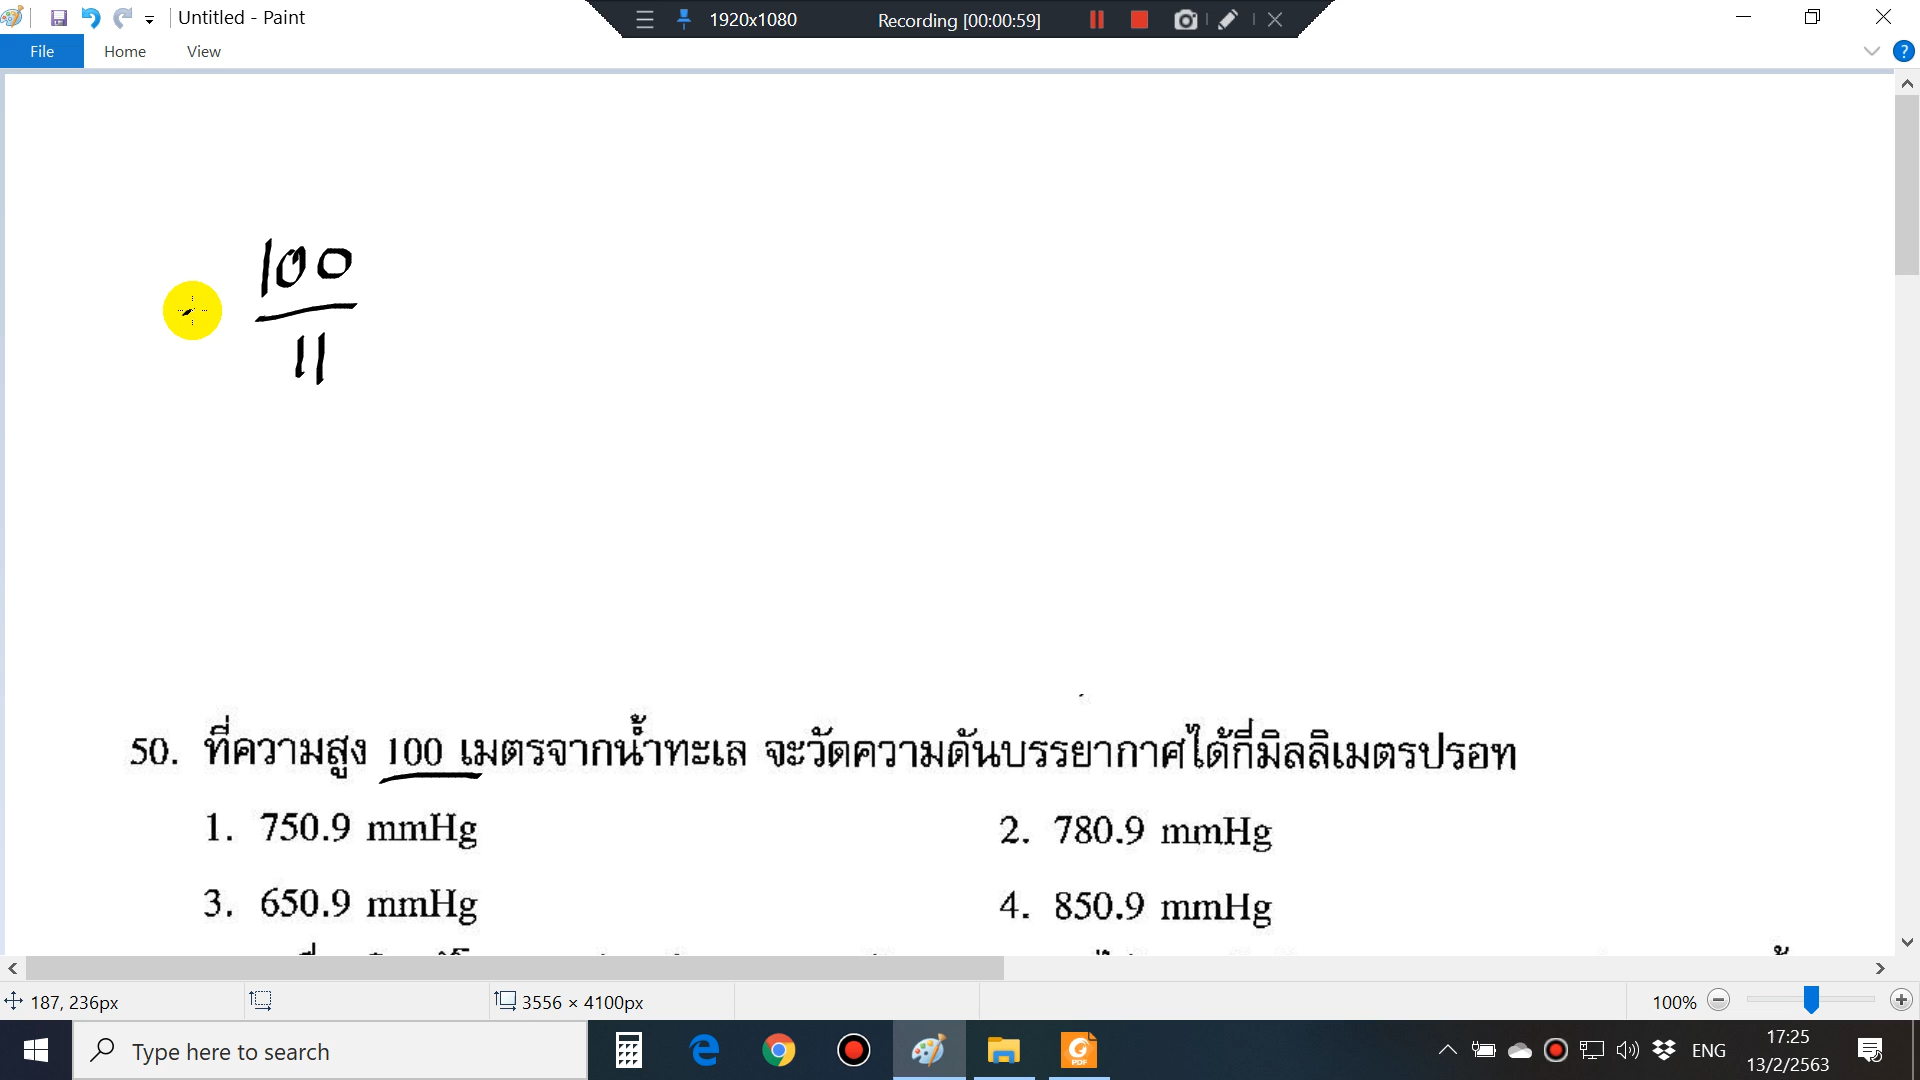 Untitled - Paint
1920x1080
Recording [00:00:59]
File Home View
100
11
50. ที่ความสูง 100 เมตรจากน้ำทะเล จะวัดความดันบรรยากาศได้กี่มิลลิเมตรปรอท
1. 750.9 mmHg
2. 780.9 mmHg
3. 650.9 mmHg
4. 850.9 mmHg
187, 236px
3556 × 4100px
100%
Type here to search
ENG
17:25
13/2/2563